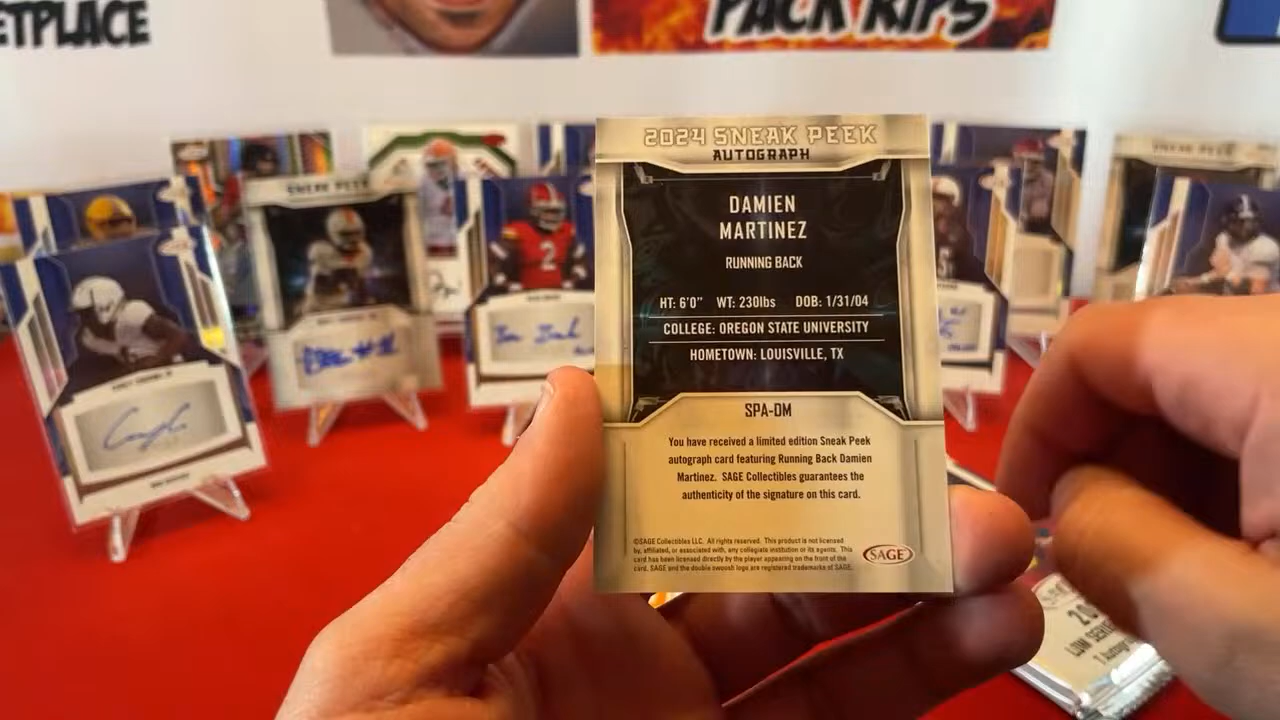 ETPLACE
PACK RIPS
SNEAK PEEK
2024 SNEAK PEEK
AUTOGRAPH
DAMIEN
MARTINEZ
RUNNING BACK
HT: 6'0" WT: 230lbs DOB: 1/31/04
COLLEGE: OREGON STATE UNIVERSITY
HOMETOWN: LOUISVILLE, TX
SPA-DM
You have received a limited edition Sneak Peek
autograph card featuring Running Back Damien
Martinez. SAGE Collectibles guarantees the
authenticity of the signature on this card.
©SAGE Collectibles LLC. All rights reserved. This product is not licensed
by, affiliated, or associated with, any collegiate institution or its agents. This
card has been licensed directly by the player appearing on the front of the
card. SAGE and the double swoosh logo are registered trademarks of SAGE.
SAGE